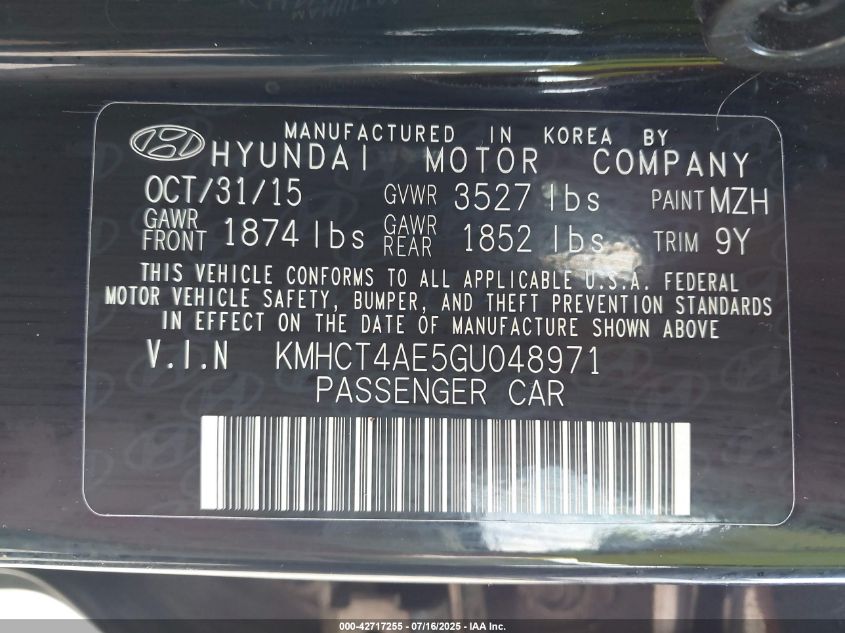 MANUFACTURED IN KOREA BY
HYUNDAI MOTOR COMPANY
OCT/31/15 GVWR 3527 lbs PAINT MZH
GAWR FRONT 1874 lbs GAWR REAR 1852 lbs TRIM 9Y
THIS VEHICLE CONFORMS TO ALL APPLICABLE U.S.A. FEDERAL
MOTOR VEHICLE SAFETY, BUMPER, AND THEFT PREVENTION STANDARDS
IN EFFECT ON THE DATE OF MANUFACTURE SHOWN ABOVE
V.I.N KMHCT4AE5GU048971
PASSENGER CAR
000-42717255 - 07/16/2025 - IAA Inc.